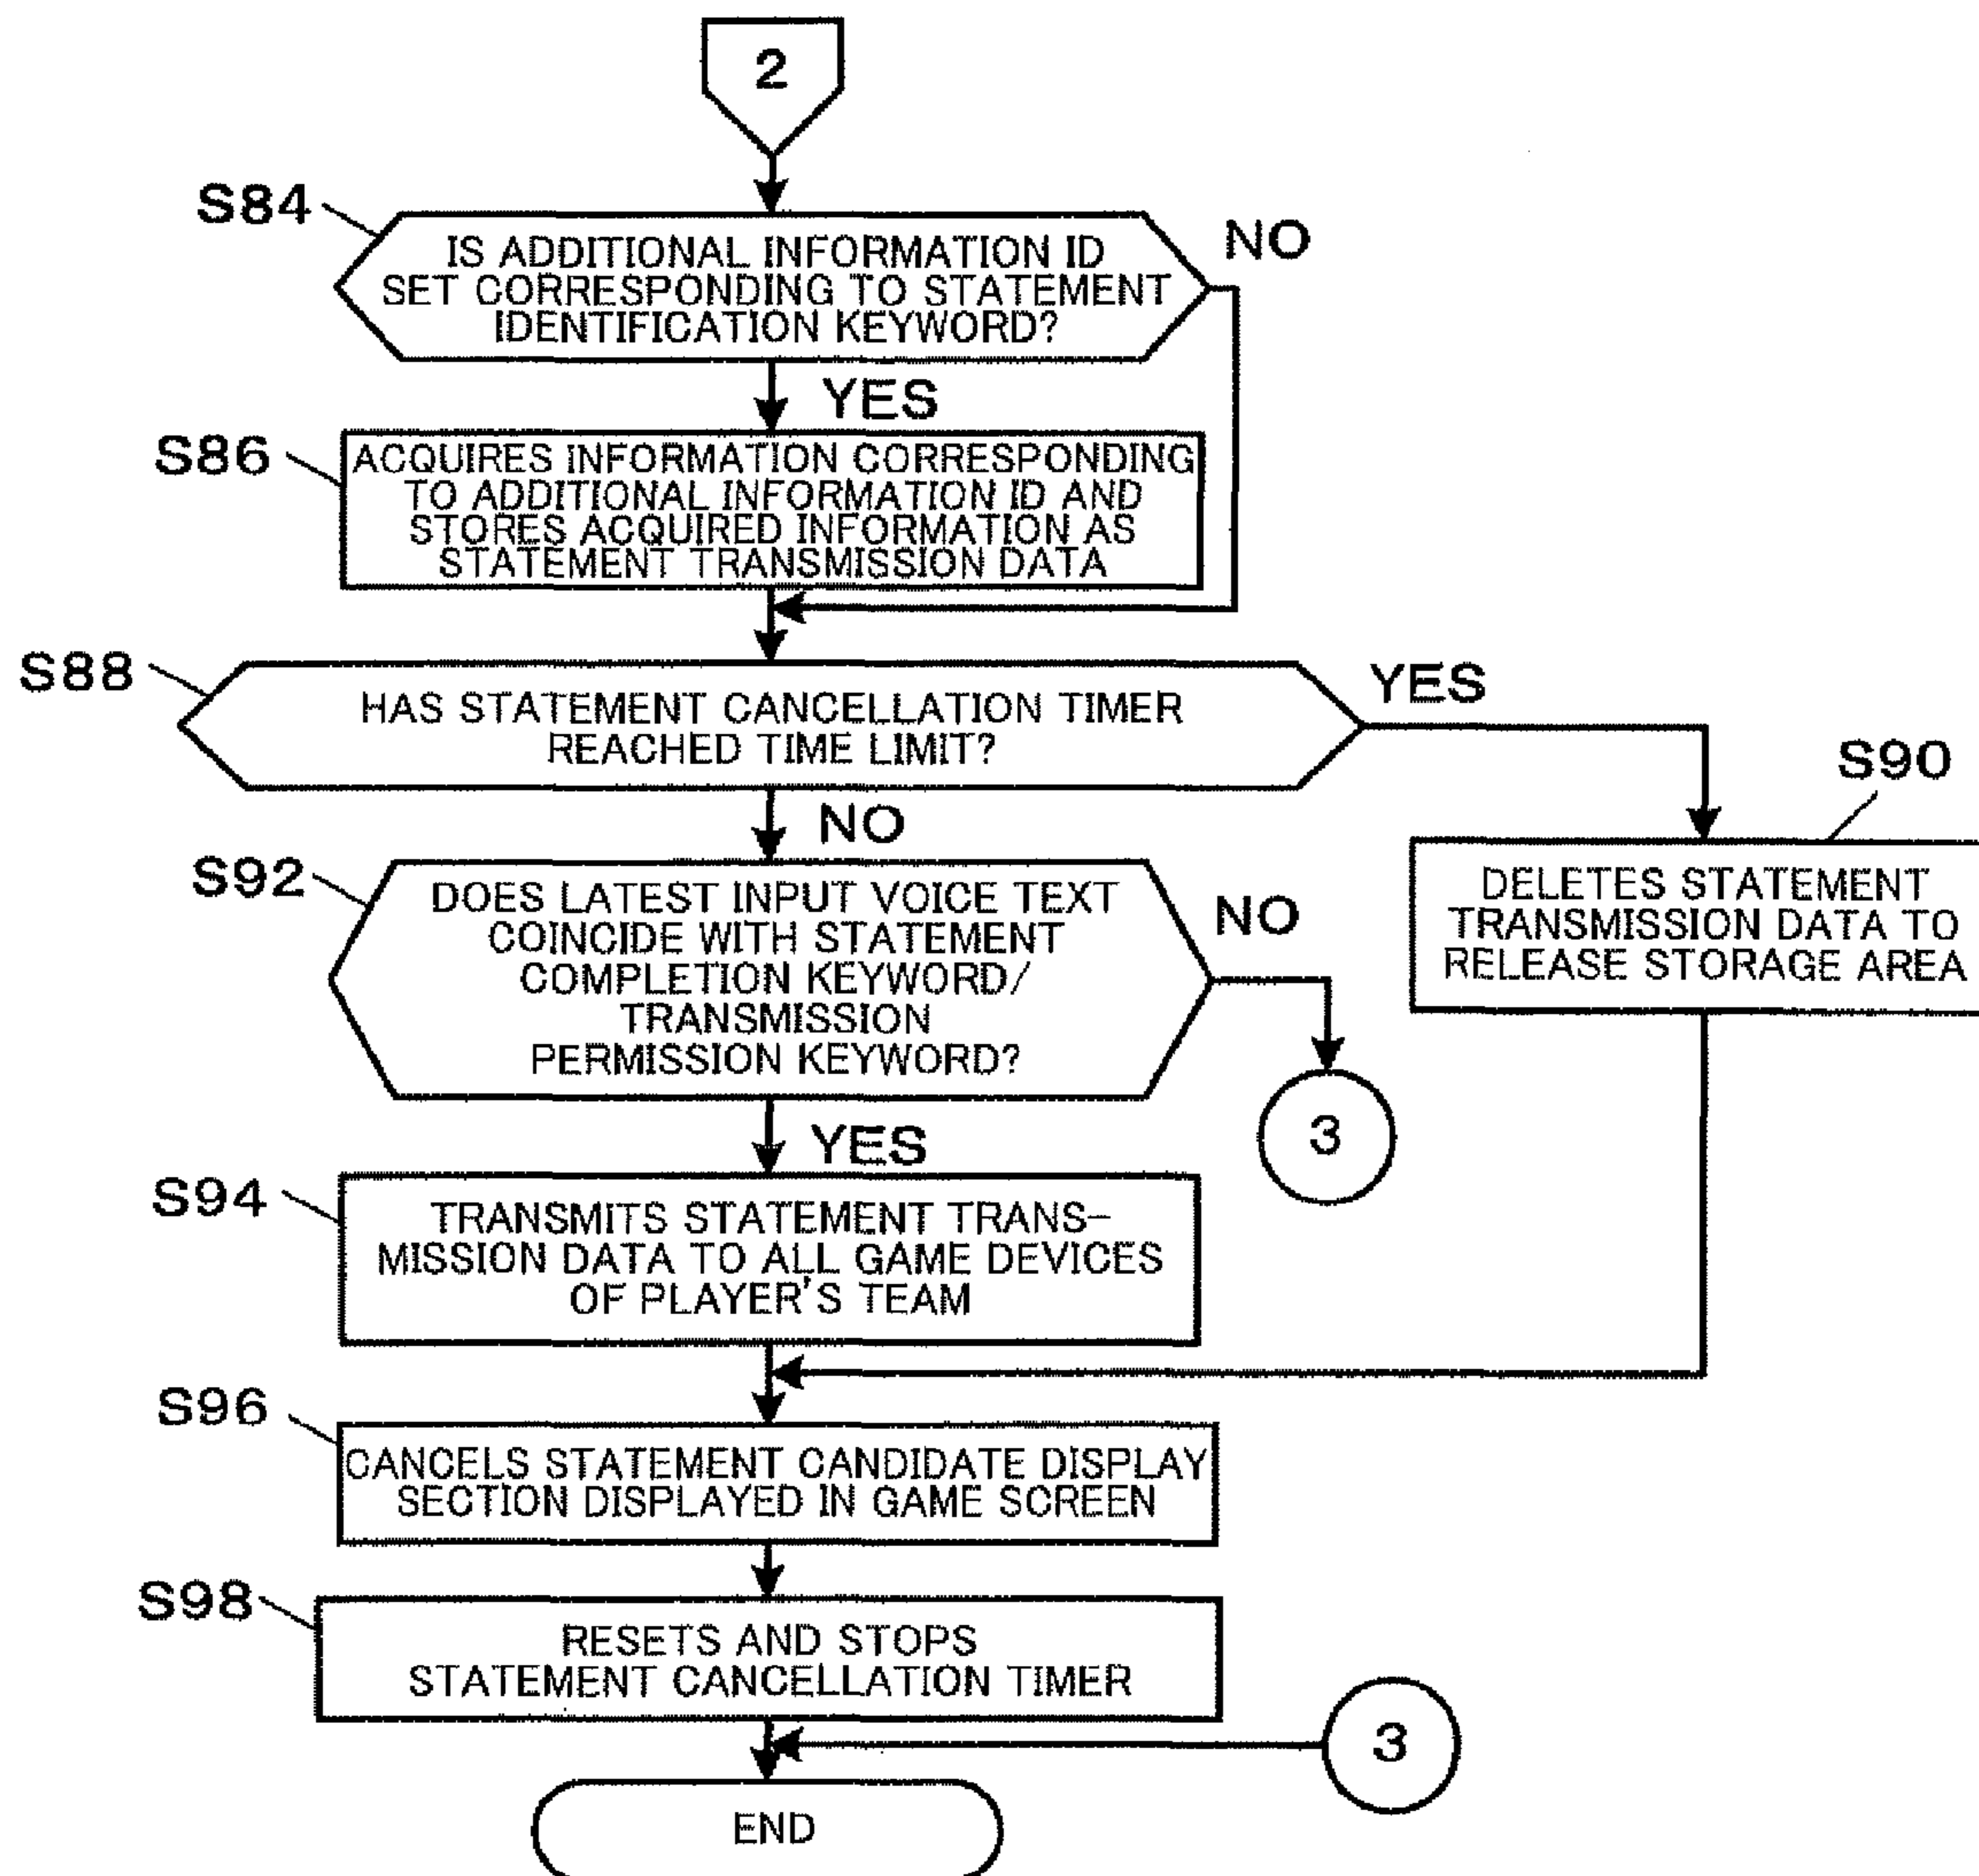 2
S84
IS ADDITIONAL INFORMATION ID
SET CORRESPONDING TO STATEMENT
IDENTIFICATION KEYWORD?
NO
YES
S86
ACQUIRES INFORMATION CORRESPONDING
TO ADDITIONAL INFORMATION ID AND
STORES ACQUIRED INFORMATION AS
STATEMENT TRANSMISSION DATA
S88
HAS STATEMENT CANCELLATION TIMER
REACHED TIME LIMIT?
YES
NO
S90
DELETES STATEMENT
TRANSMISSION DATA TO
RELEASE STORAGE AREA
S92
DOES LATEST INPUT VOICE TEXT
COINCIDE WITH STATEMENT
COMPLETION KEYWORD/
TRANSMISSION
PERMISSION KEYWORD?
NO
3
YES
S94
TRANSMITS STATEMENT TRANS-
MISSION DATA TO ALL GAME DEVICES
OF PLAYER'S TEAM
S96
CANCELS STATEMENT CANDIDATE DISPLAY
SECTION DISPLAYED IN GAME SCREEN
S98
RESETS AND STOPS
STATEMENT CANCELLATION TIMER
3
END